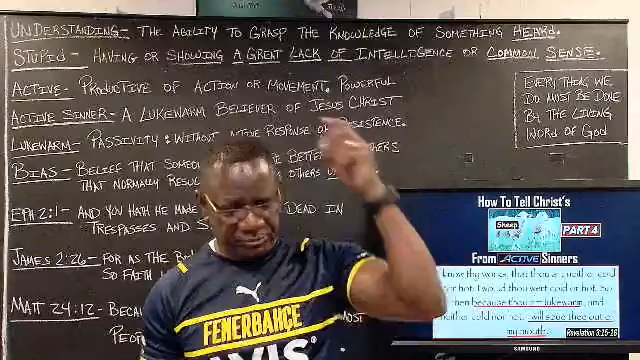 UNDERSTANDING- THE ABILITY TO GRASP THE KNOWLEDGE OF SOMETHING HEARD.
STUPID- HAVING OR SHOWING A GREAT LACK OF INTELLIGENCE OR COMMON SENSE.
ACTIVE- PRODUCTIVE OF ACTION OR MOVEMENT. POWERFUL
ACTIVE SINNER- A LUKEWARM BELIEVER OF JESUS CHRIST
LUKEWARM- PASSIVITY: WITHOUT ACTIVE RESPONSE OR RESISTENCE.
BIAS- BELIEF THAT BETTER
THAT NORMALLY
EPH 2:1- AND YOU HATH HE MADE DEAD IN
TRESPASSES AND
JAMES 2:26- FOR AS THE
SO FAITH
MATT 24:12-
EVERY THING WE
DO MUST BE DONE
BY THE LIVING
WORD OF GOD
How To Tell Christ's
Sheep PART 4
From ACTIVE Sinners
know thy works, that thou art neither cold
nor hot: I would thou wert cold or hot. So
then because thou art lukewarm, and
neither cold nor hot, I will spue thee out of
my mouth. Revelation 3:15-16
SAMSUNG
FENERBAHCE
AVIS